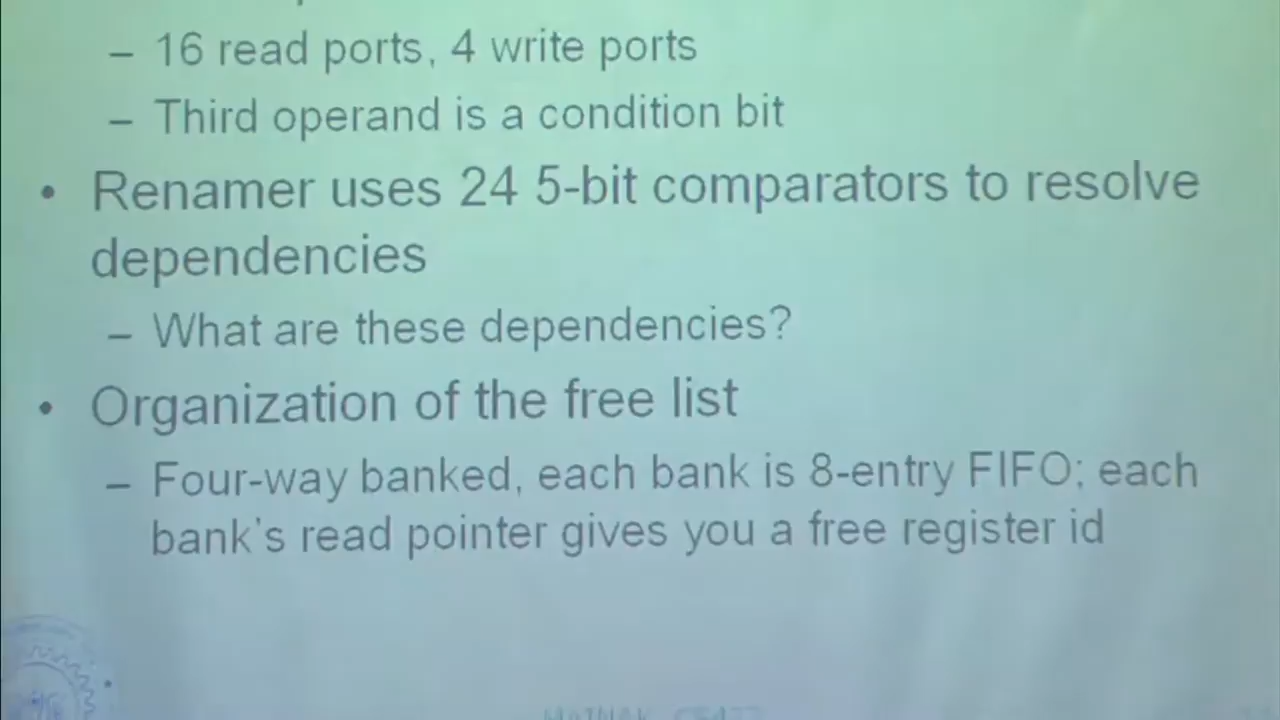 – 16 read ports, 4 write ports
– Third operand is a condition bit
• Renamer uses 24 5-bit comparators to resolve
dependencies
– What are these dependencies?
• Organization of the free list
– Four-way banked, each bank is 8-entry FIFO; each
bank's read pointer gives you a free register id